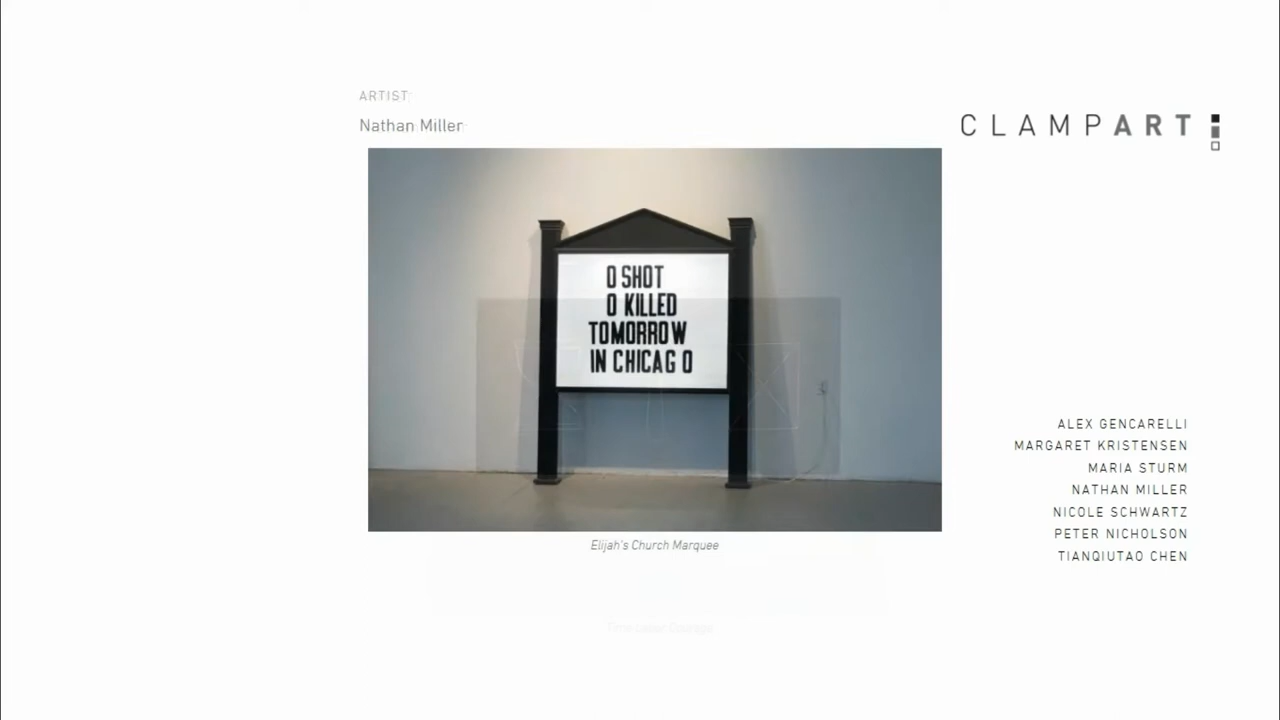 ARTIST:
Nathan Miller
CLAMPART
0 SHOT
0 KILLED
TOMORROW
IN CHICAG O
Elijah's Church Marquee
ALEX GENCARELLI
MARGARET KRISTENSEN
MARIA STURM
NATHAN MILLER
NICOLE SCHWARTZ
PETER NICHOLSON
TIANQIUTAO CHEN